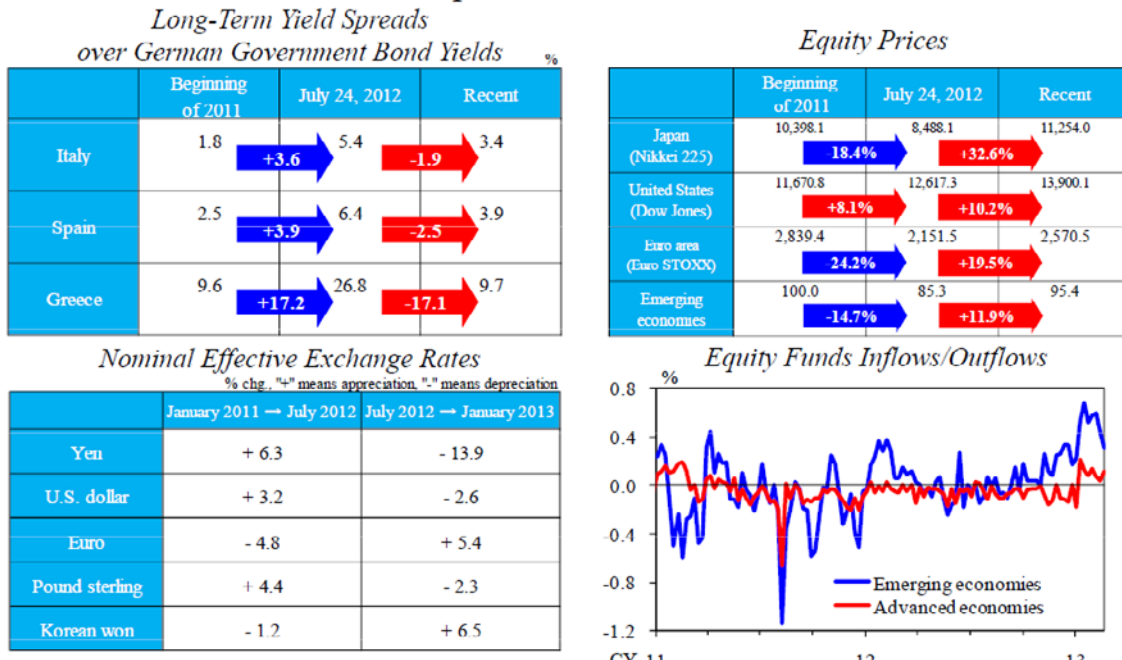 Long-Term Yield Spreads
over German Government Bond Yields
%
Beginning of 2011 July 24, 2012 Recent
Italy 1.8 +3.6 5.4 -1.9 3.4
Spain 2.5 +3.9 6.4 -2.5 3.9
Greece 9.6 +17.2 26.8 -17.1 9.7
Equity Prices
Beginning of 2011 July 24, 2012 Recent
Japan (Nikkei 225) 10,398.1 -18.4% 8,488.1 +32.6% 11,254.0
United States (Dow Jones) 11,670.8 +8.1% 12,617.3 +10.2% 13,900.1
Euro area (Euro STOXX) 2,839.4 -24.2% 2,151.5 +19.5% 2,570.5
Emerging economies 100.0 -14.7% 85.3 +11.9% 95.4
Nominal Effective Exchange Rates
% chg., "+" means appreciation, "-" means depreciation
January 2011 → July 2012 July 2012 → January 2013
Yen + 6.3 - 13.9
U.S. dollar + 3.2 - 2.6
Euro - 4.8 + 5.4
Pound sterling + 4.4 - 2.3
Korean won - 1.2 + 6.5
Equity Funds Inflows/Outflows
%
0.8
0.4
0.0
-0.4
-0.8
-1.2
Emerging economies
Advanced economies
CY 11 12 13